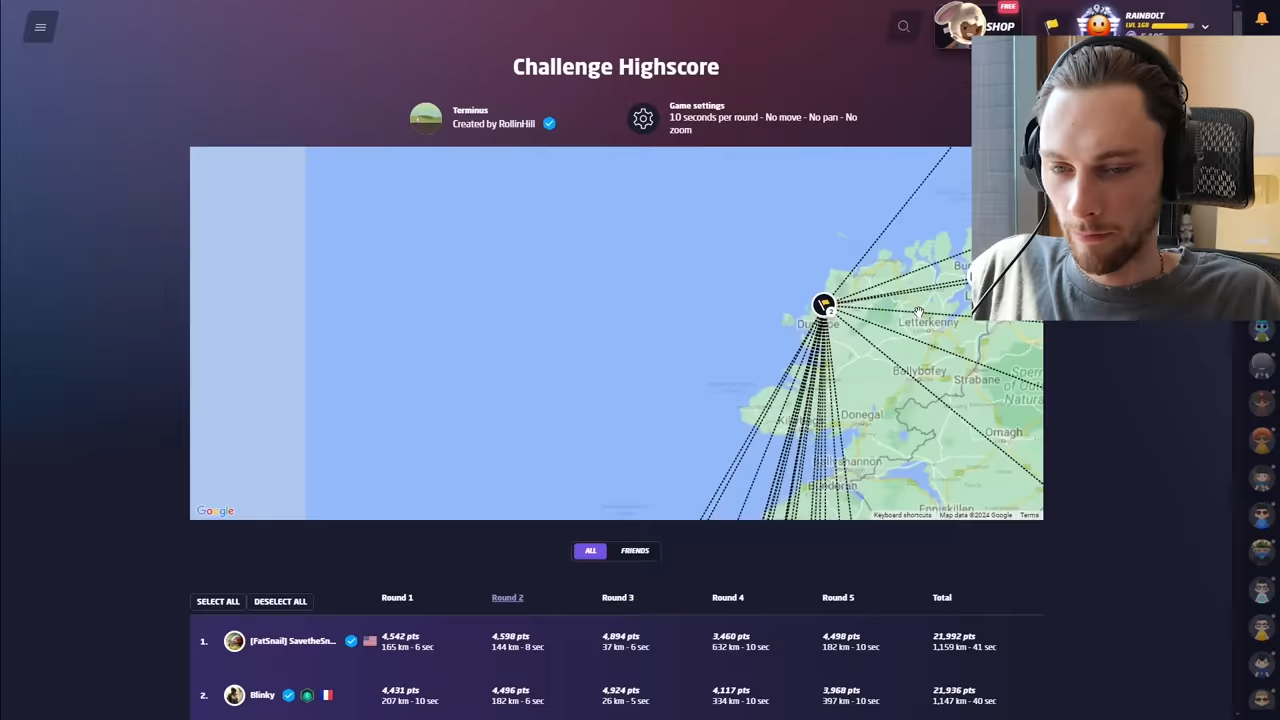 FREE
SHOP
RAINBOLT
LVL 168
Challenge Highscore
Terminus
Created by RollinHill
Game settings
10 seconds per round - No move - No pan - No
zoom
Letterkenny
Ballybofey
Strabane
Donegal
Omagh
Enniskillen
Google
Keyboard shortcuts
Map data ©2024 Google
Terms
ALL
FRIENDS
SELECT ALL
DESELECT ALL
Round 1
Round 2
Round 3
Round 4
Round 5
Total
1. [FatSnail] SavetheSn... 4,542 pts 4,598 pts 4,894 pts 3,460 pts 4,498 pts 21,992 pts
165 km - 6 sec 144 km - 8 sec 37 km - 6 sec 632 km - 10 sec 182 km - 10 sec 1,159 km - 41 sec
2. Blinky 4,431 pts 4,496 pts 4,924 pts 4,117 pts 3,968 pts 21,936 pts
207 km - 10 sec 182 km - 6 sec 26 km - 5 sec 334 km - 10 sec 397 km - 10 sec 1,147 km - 40 sec